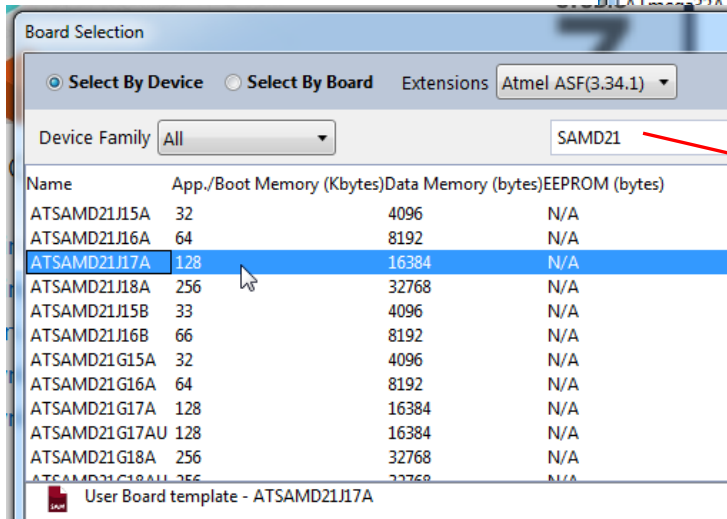 Board Selection
Select By Device Select By Board Extensions Atmel ASF(3.34.1)
Device Family All SAMD21
Name App./Boot Memory (Kbytes) Data Memory (bytes) EEPROM (bytes)
ATSAMD21J15A 32 4096 N/A
ATSAMD21J16A 64 8192 N/A
ATSAMD21J17A 128 16384 N/A
ATSAMD21J18A 256 32768 N/A
ATSAMD21J15B 33 4096 N/A
ATSAMD21J16B 66 8192 N/A
ATSAMD21G15A 32 4096 N/A
ATSAMD21G16A 64 8192 N/A
ATSAMD21G17A 128 16384 N/A
ATSAMD21G17AU 128 16384 N/A
ATSAMD21G18A 256 32768 N/A
ATSAMD21G18AU 256 32768 N/A
User Board template - ATSAMD21J17A